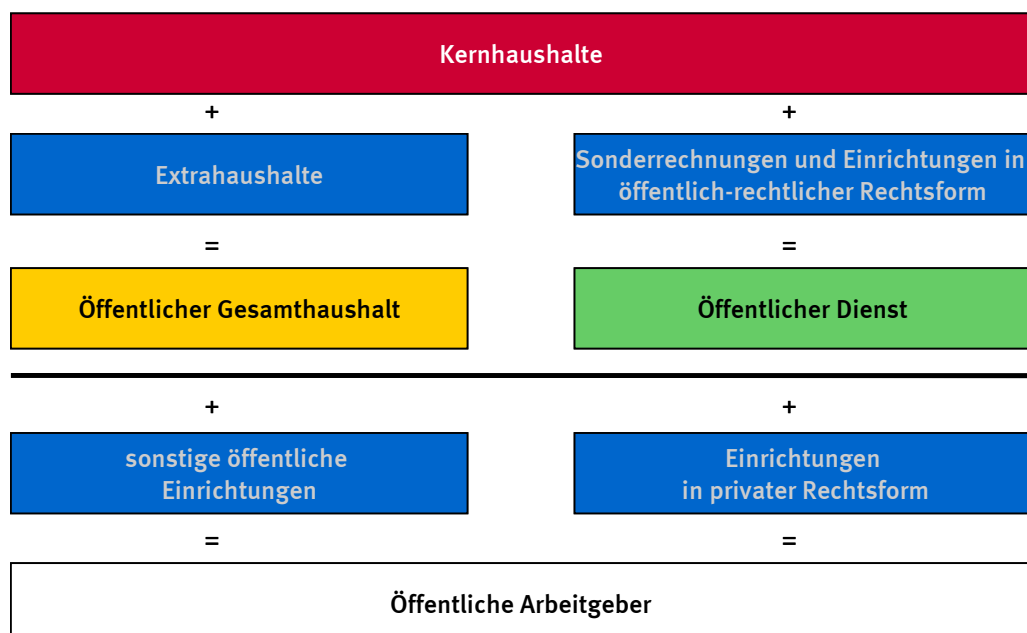 Kernhaushalte
+ +
Extrahaushalte
Sonderrechnungen und Einrichtungen in
öffentlich-rechtlicher Rechtsform
= =
Öffentlicher Gesamthaushalt
Öffentlicher Dienst
+ +
sonstige öffentliche
Einrichtungen
Einrichtungen
in privater Rechtsform
= =
Öffentliche Arbeitgeber